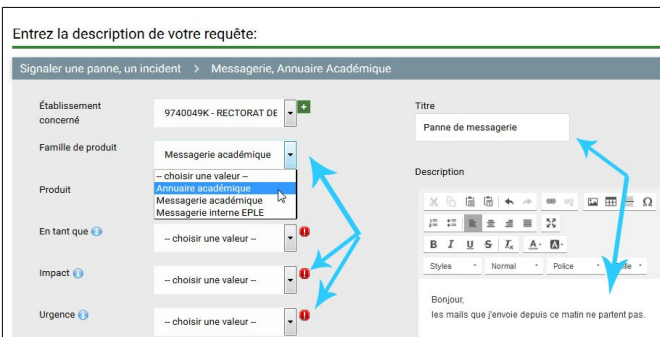 Entrez la description de votre requête:
Signaler une panne, un incident > Messagerie, Annuaire Académique
Établissement
concerné
9740049K - RECTORAT DE
Famille de produit
Messagerie académique
-- choisir une valeur --
Annuaire académique
Messagerie académique
Messagerie interne EPLE
Produit
En tant que
-- choisir une valeur --
Impact
-- choisir une valeur --
Urgence
-- choisir une valeur --
Titre
Panne de messagerie
Description
B I U S Ix A- A-
Styles Normal Police
Bonjour,
les mails que j'envoie depuis ce matin ne partent pas.